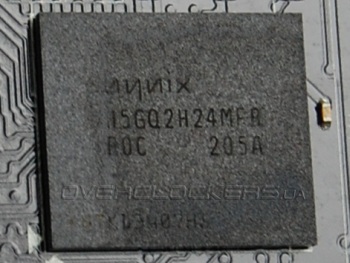 hynix
H5GQ2H24MFR
R0C 205A
OVERCLOCKERS.UA